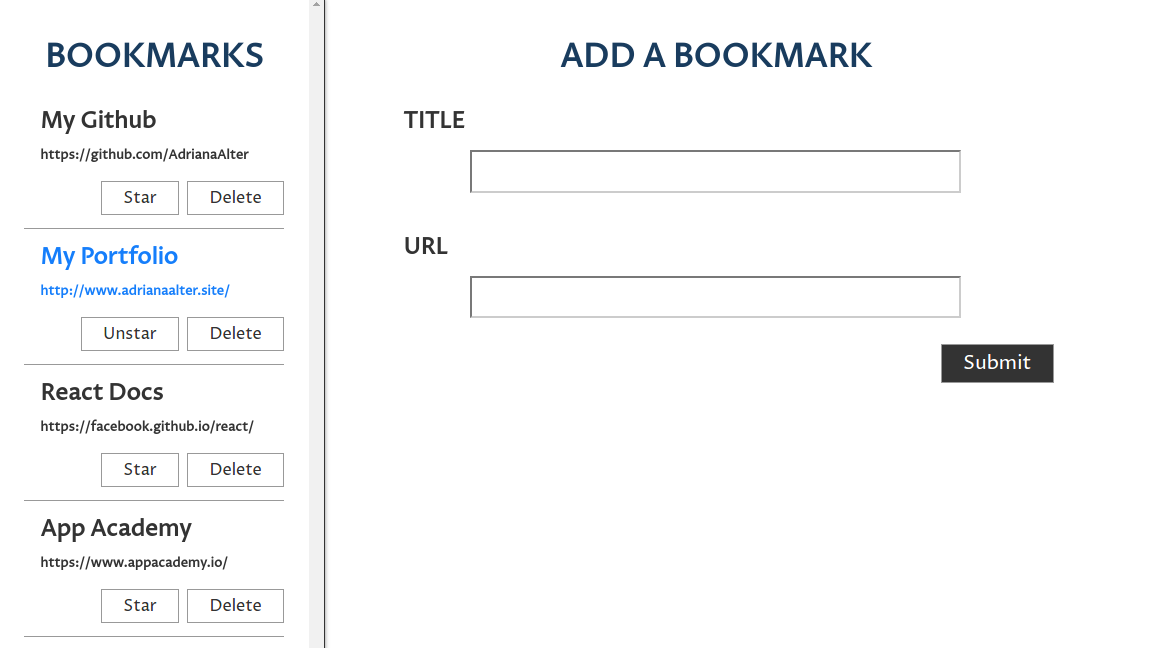 BOOKMARKS
My Github
https://github.com/AdrianaAlter
Star
Delete
My Portfolio
http://www.adrianaalter.site/
Unstar
Delete
React Docs
https://facebook.github.io/react/
Star
Delete
App Academy
https://www.appacademy.io/
Star
Delete
ADD A BOOKMARK
TITLE
URL
Submit